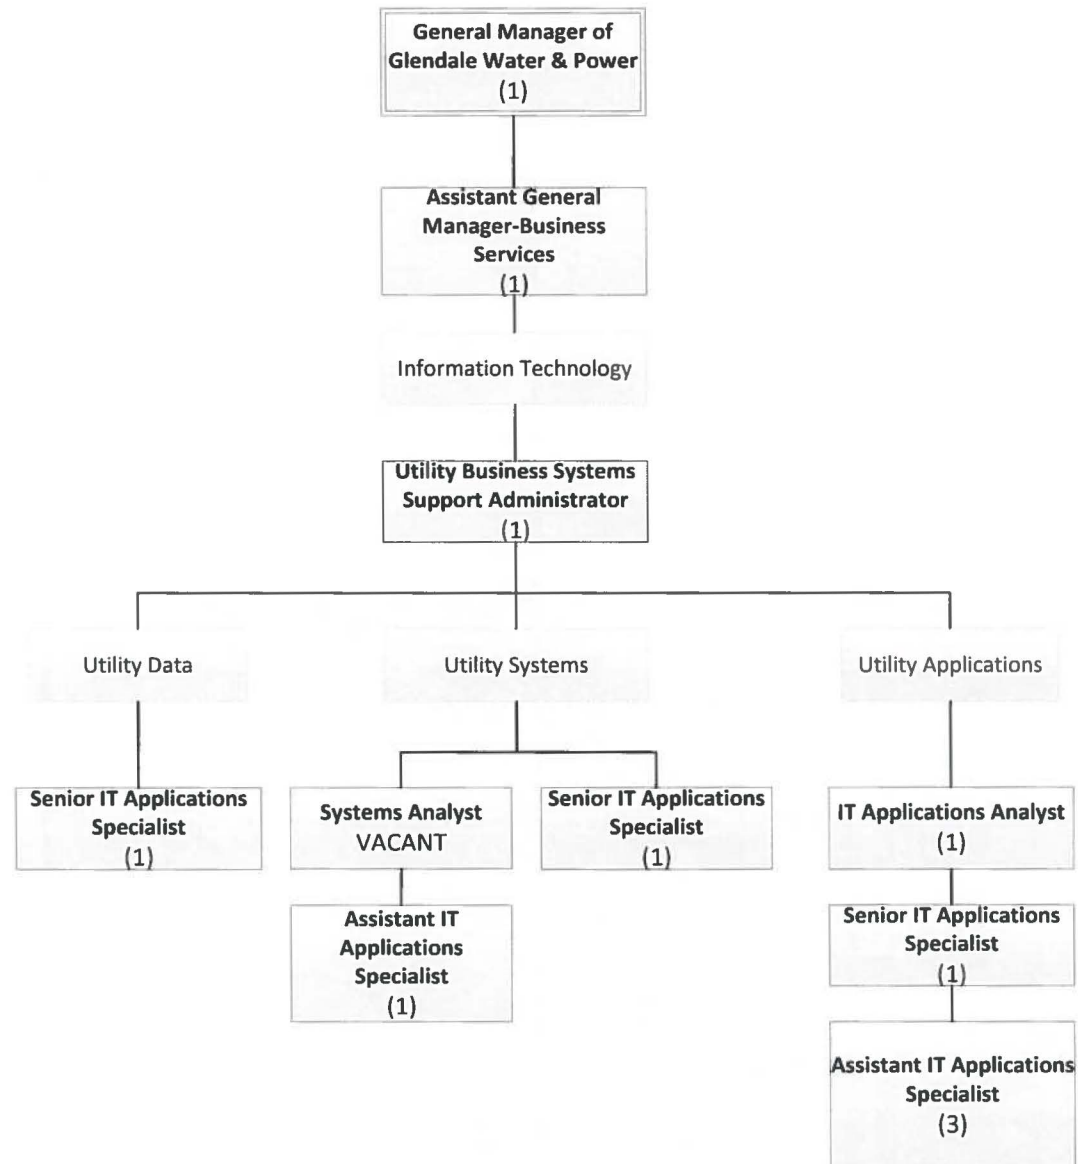 General Manager of
Glendale Water & Power
(1)
Assistant General
Manager-Business
Services
(1)
Information Technology
Utility Business Systems
Support Administrator
(1)
Utility Data
Utility Systems
Utility Applications
Senior IT Applications
Specialist
(1)
Systems Analyst
VACANT
Senior IT Applications
Specialist
(1)
IT Applications Analyst
(1)
Assistant IT
Applications
Specialist
(1)
Senior IT Applications
Specialist
(1)
Assistant IT Applications
Specialist
(3)